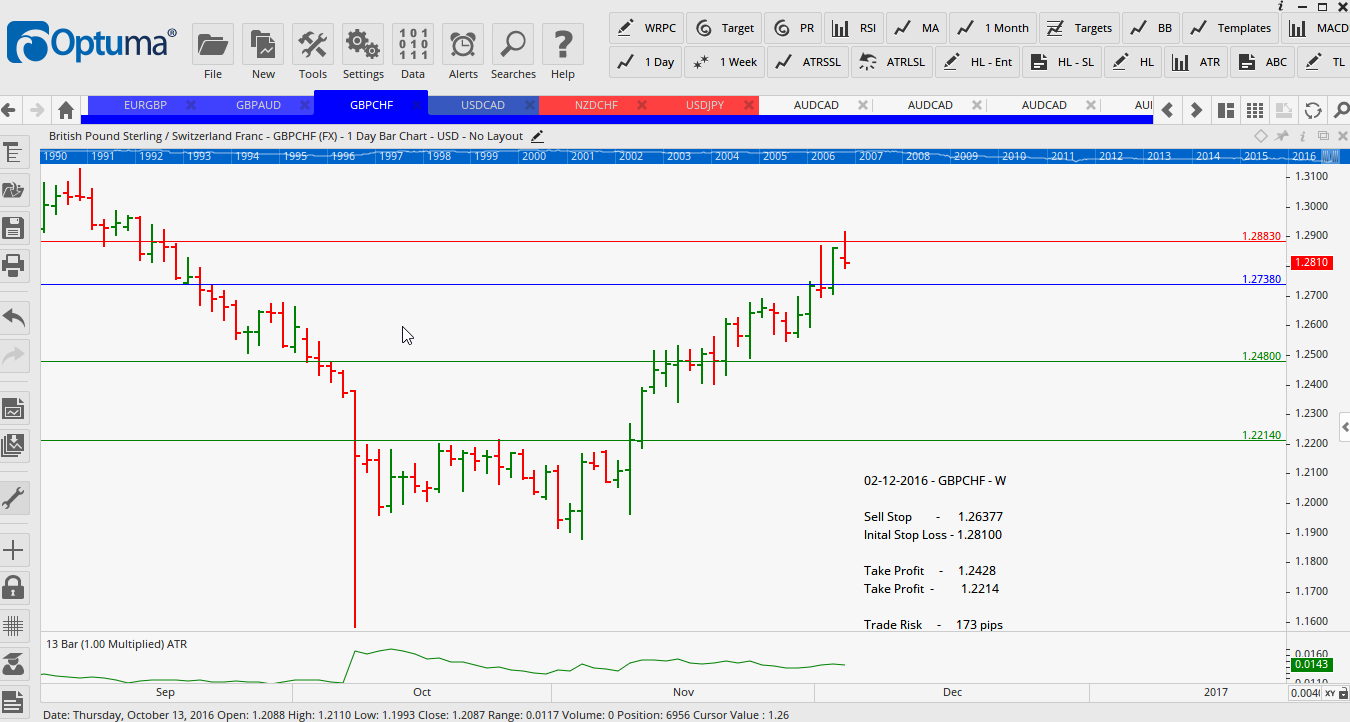 i
Optuma®
File
New
Tools
Settings
101
010
111
Data
Alerts
Searches
?
Help
WRPC
Target
PR
RSI
MA
1 Month
Targets
BB
Templates
MACD
1 Day
1 Week
ATRSSL
ATRLSL
HL - Ent
HL - SL
HL
ATR
ABC
TL
EURGBP
GBPAUD
GBPCHF
USDCAD
NZDCHF
USDJPY
AUDCAD
AUDCAD
AUDCAD
AUI
British Pound Sterling / Switzerland Franc - GBPCHF (FX) - 1 Day Bar Chart - USD - No Layout
i
1990 1991 1992 1993 1994 1995 1996 1997 1998 1999 2000 2001 2002 2003 2004 2005 2006 2007 2008 2009 2010 2011 2012 2013 2014 2015 2016
1.3100
1.3000
1.2900
1.2810
1.2700
1.2600
1.2500
1.2400
1.2300
1.2200
1.2100
1.2000
1.1900
1.1800
1.1700
1.1600
1.28830
1.27380
1.24800
1.22140
02-12-2016 - GBPCHF - W
Sell Stop - 1.26377
Inital Stop Loss - 1.28100
Take Profit - 1.2428
Take Profit - 1.2214
Trade Risk - 173 pips
13 Bar (1.00 Multiplied) ATR
0.0160
0.0143
0.0110
Sep Oct Nov Dec 2017
0.0040 XY
Date: Thursday, October 13, 2016 Open: 1.2088 High: 1.2110 Low: 1.1993 Close: 1.2087 Range: 0.0117 Volume: 0 Position: 6956 Cursor Value : 1.26